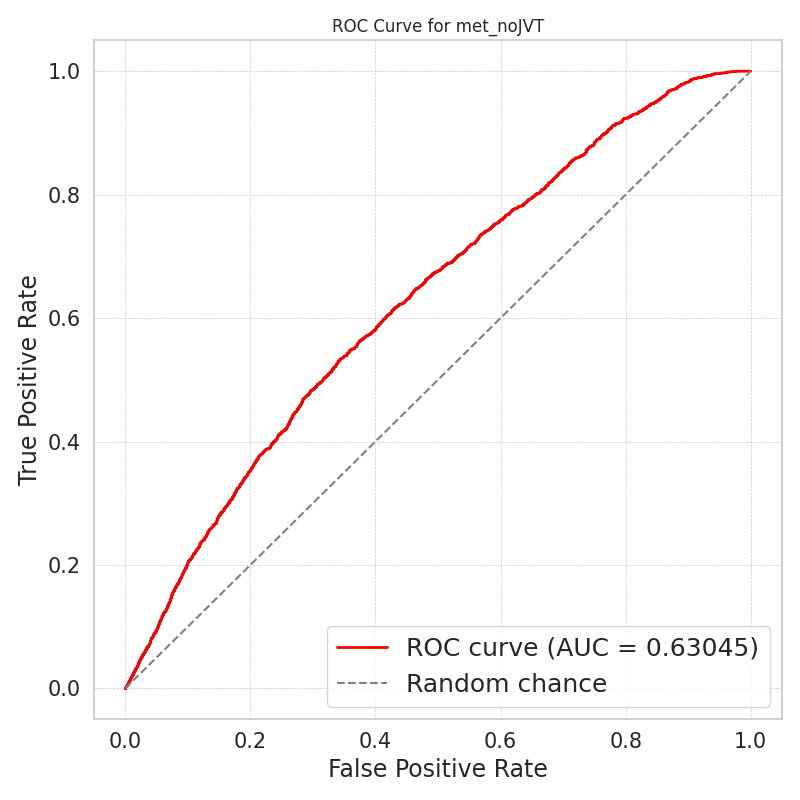 ROC Curve for met_noJVT
True Positive Rate
1.0
0.8
0.6
0.4
0.2
0.0
ROC curve (AUC = 0.63045)
Random chance
0.0 0.2 0.4 0.6 0.8 1.0
False Positive Rate